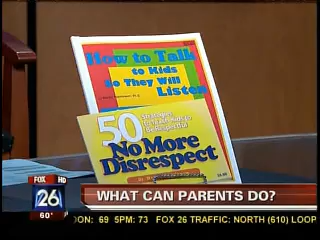 How to Talk
to Kids
So They Will
Listen
50
No More
Disrespect
FOX HD
26
60°
WHAT CAN PARENTS DO?
OON: 69 5PM: 73 FOX 26 TRAFFIC: NORTH (610) LOOP